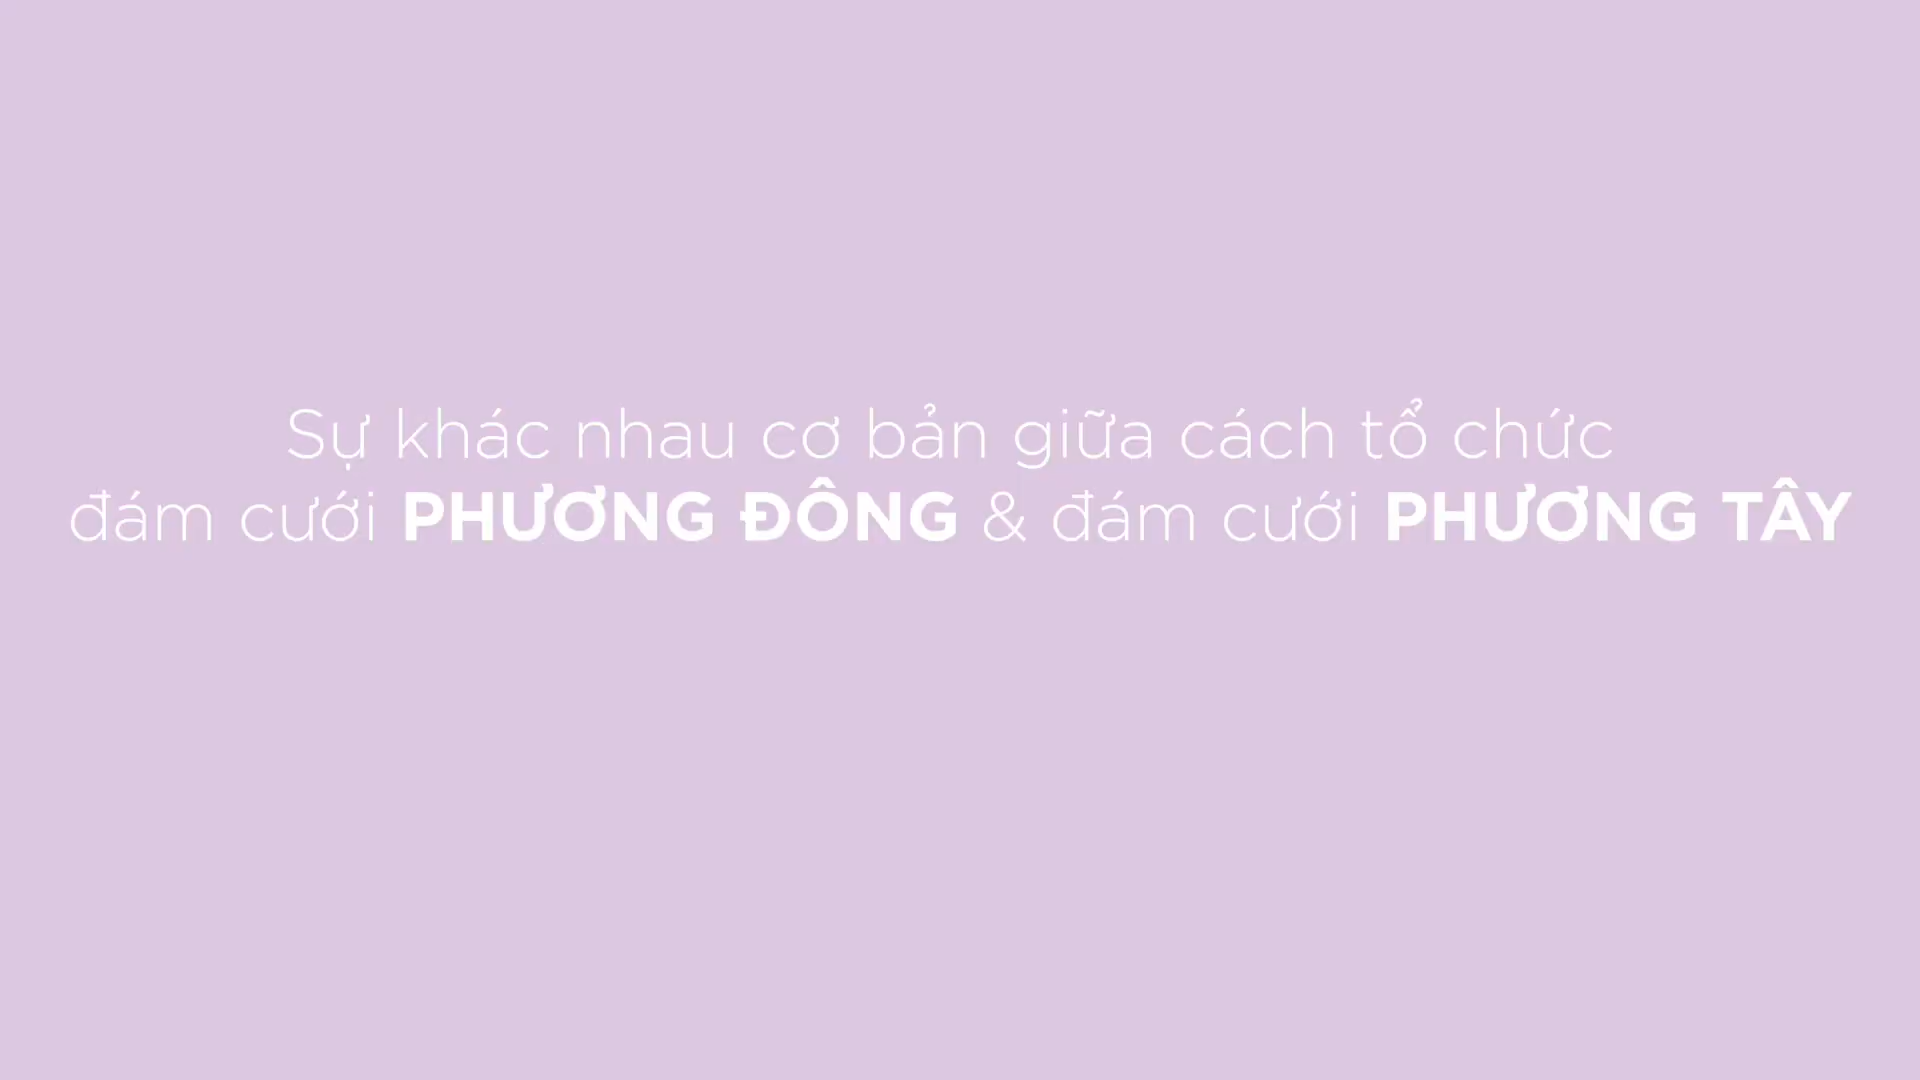 Sự khác nhau cơ bản giữa cách tổ chức
đám cưới PHƯƠNG ĐÔNG & đám cưới PHƯƠNG TÂY